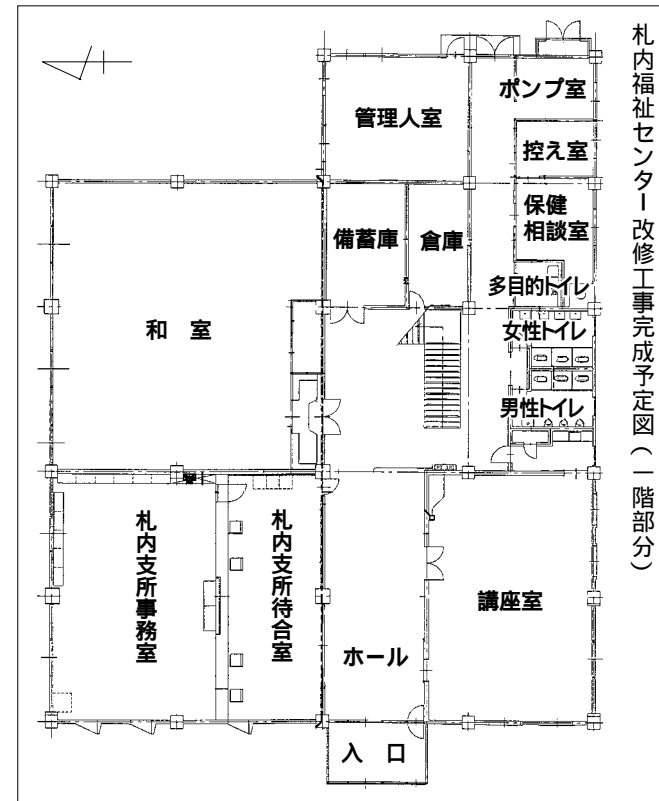 札内福祉センター改修工事完成予定図（一階部分）
ポンプ室
管理人室
控え室
保健
相談室
備蓄庫
倉庫
多目的トイレ
和 室
女性トイレ
男性トイレ
札内支所事務室
札内支所待合室
講座室
ホール
入 口